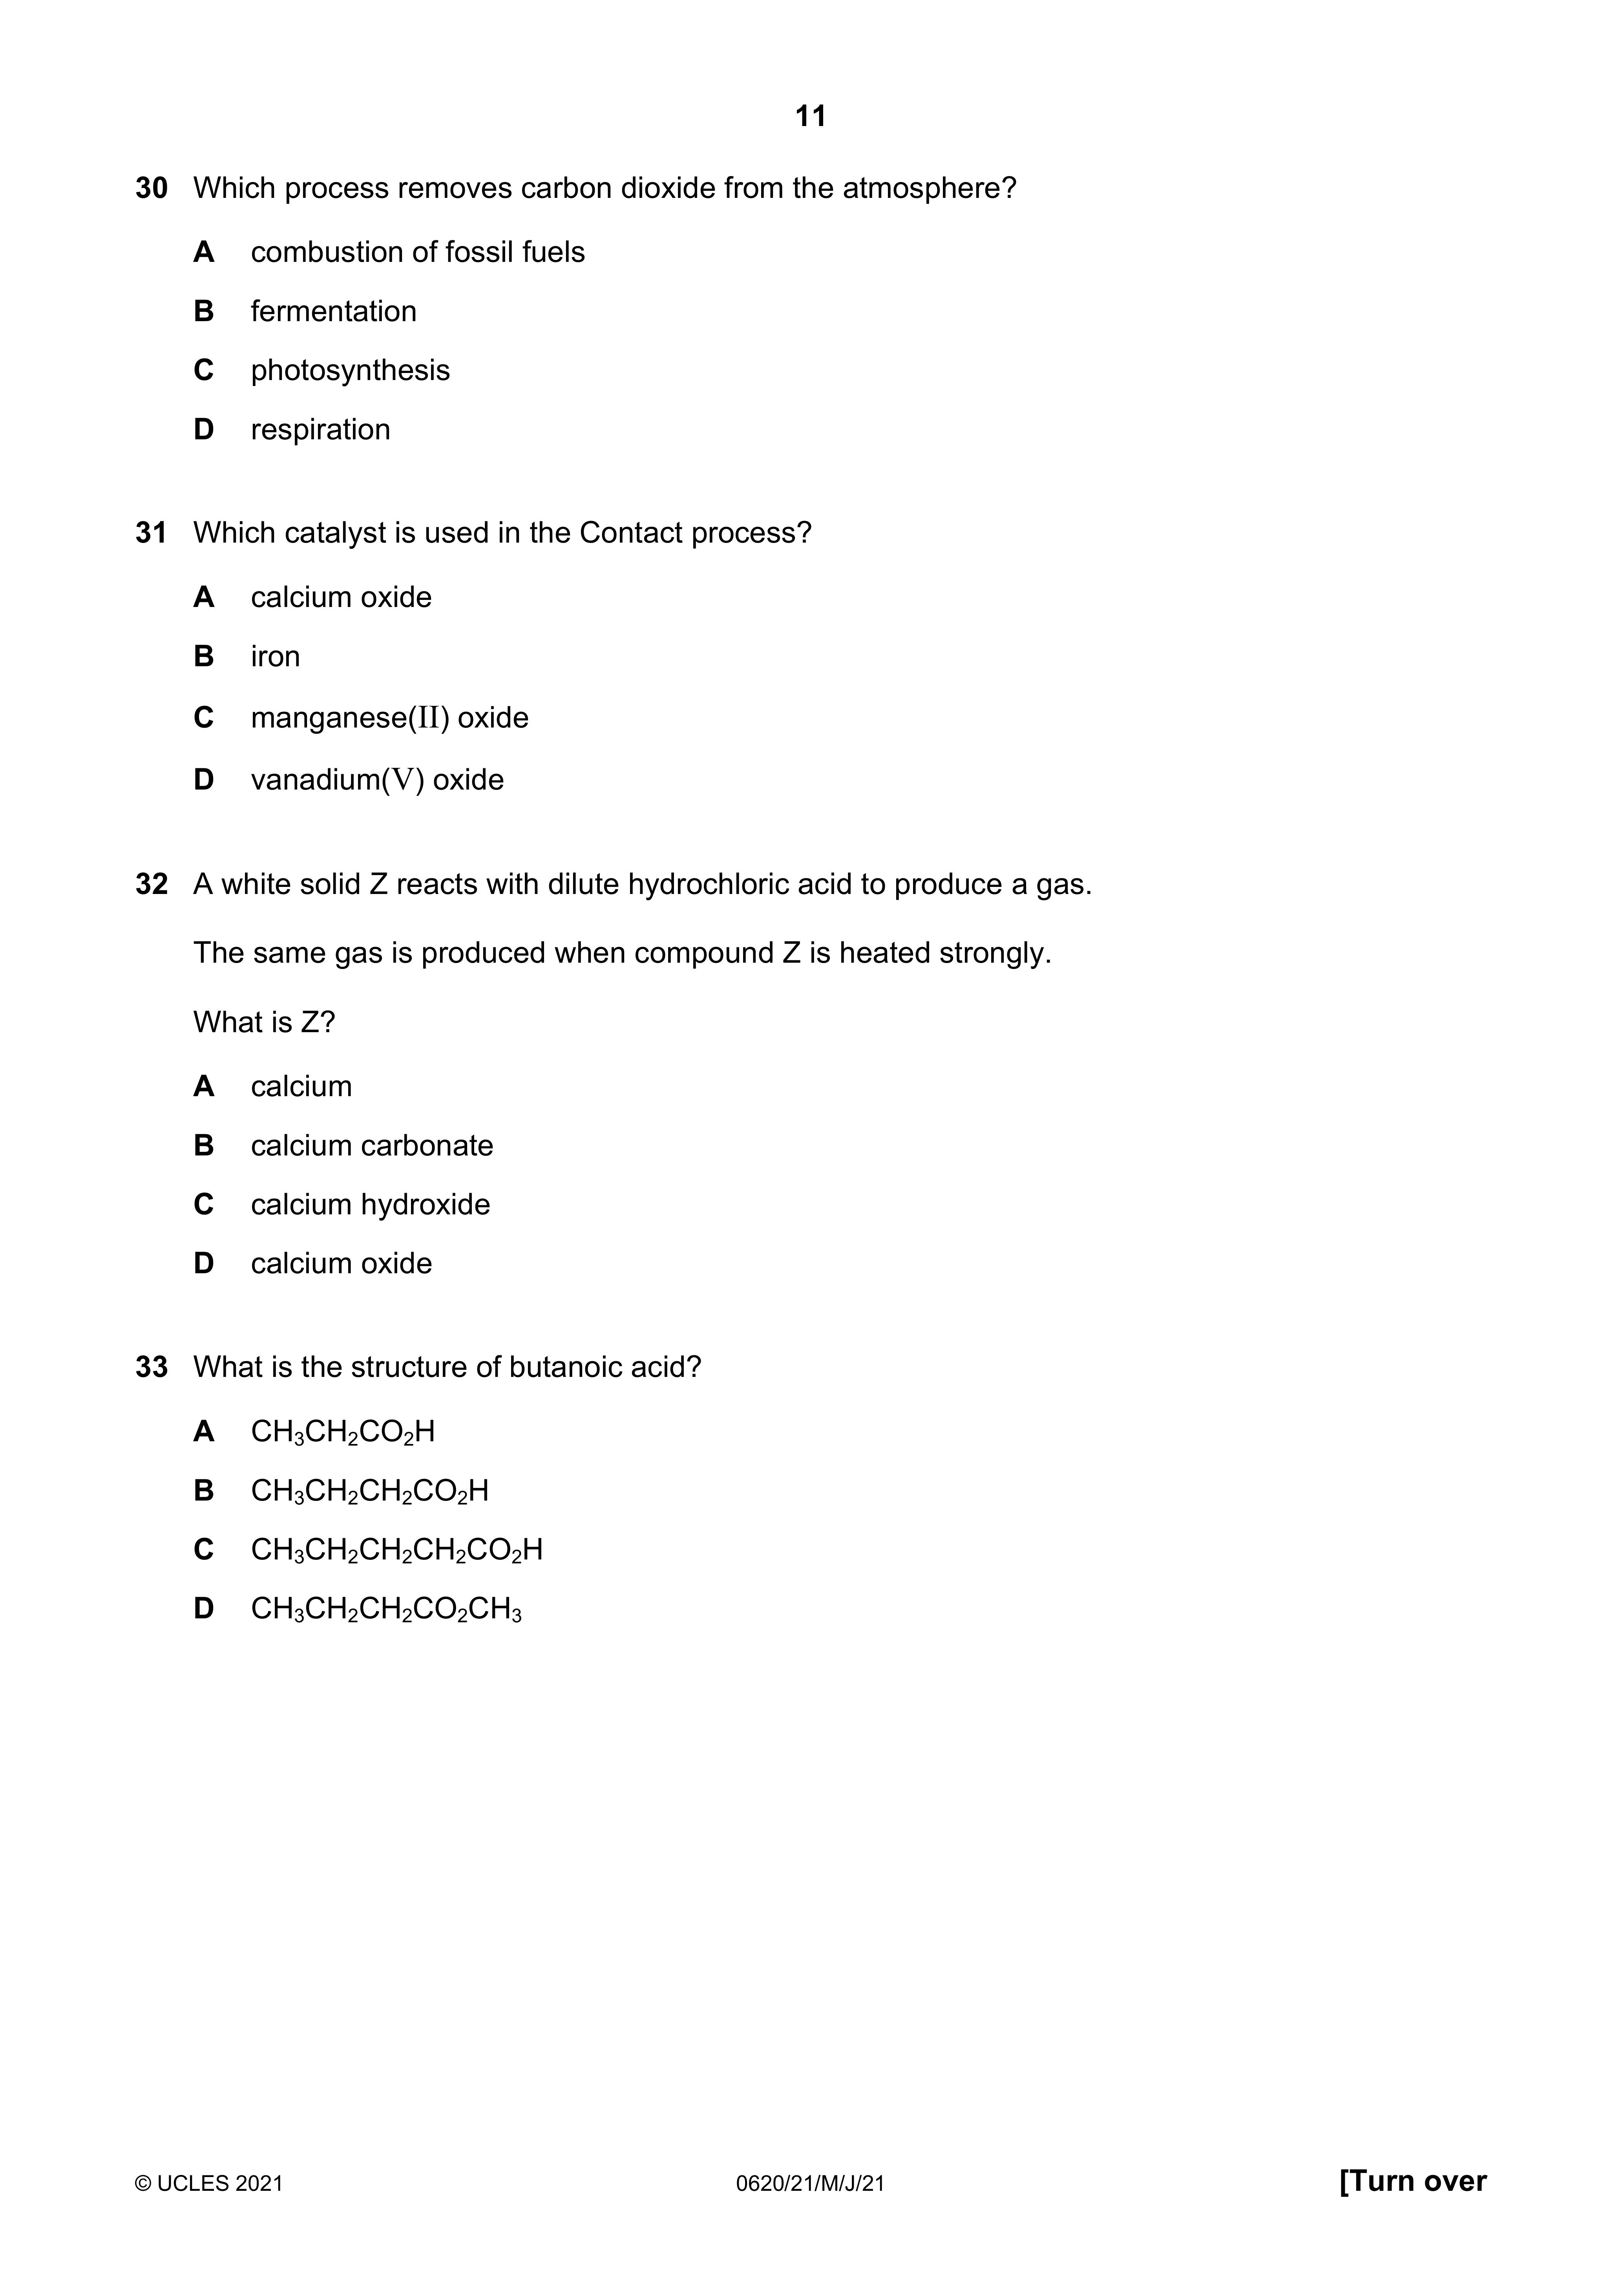 11
30 Which process removes carbon dioxide from the atmosphere?
A combustion of fossil fuels
B fermentation
C photosynthesis
D respiration
31 Which catalyst is used in the Contact process?
A calcium oxide
B iron
C manganese(II) oxide
D vanadium(V) oxide
32 A white solid Z reacts with dilute hydrochloric acid to produce a gas.
The same gas is produced when compound Z is heated strongly.
What is Z?
A calcium
B calcium carbonate
C calcium hydroxide
D calcium oxide
33 What is the structure of butanoic acid?
A CH₃CH₂CO₂H
B CH₃CH₂CH₂CO₂H
C CH₃CH₂CH₂CH₂CO₂H
D CH₃CH₂CH₂CO₂CH₃
© UCLES 2021 0620/21/M/J/21 [Turn over